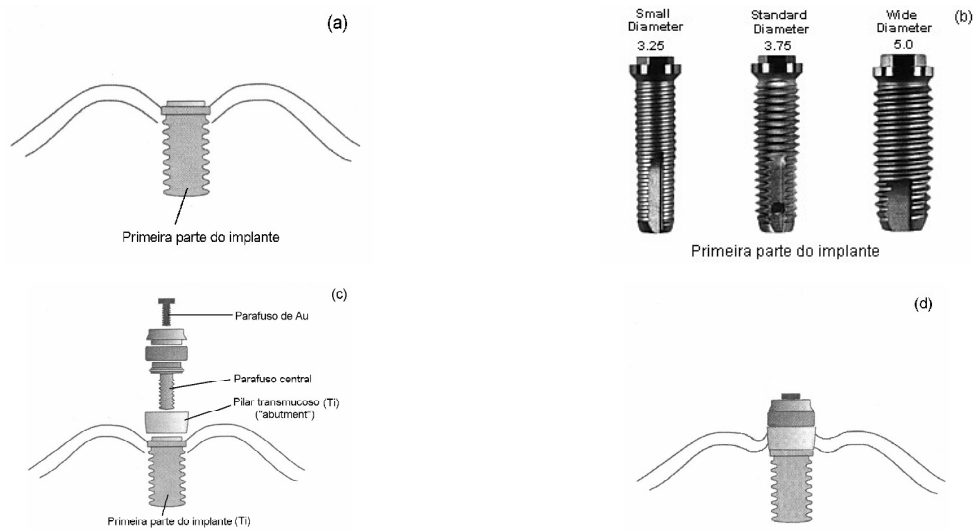 (a)
Primeira parte do implante
Small Diameter 3.25
Standard Diameter 3.75
Wide Diameter 5.0
(b)
Primeira parte do implante
(c)
Parafuso de Au
Parafuso central
Pilar transmucoso (Ti)
("abutment")
Primeira parte do implante (Ti)
(d)